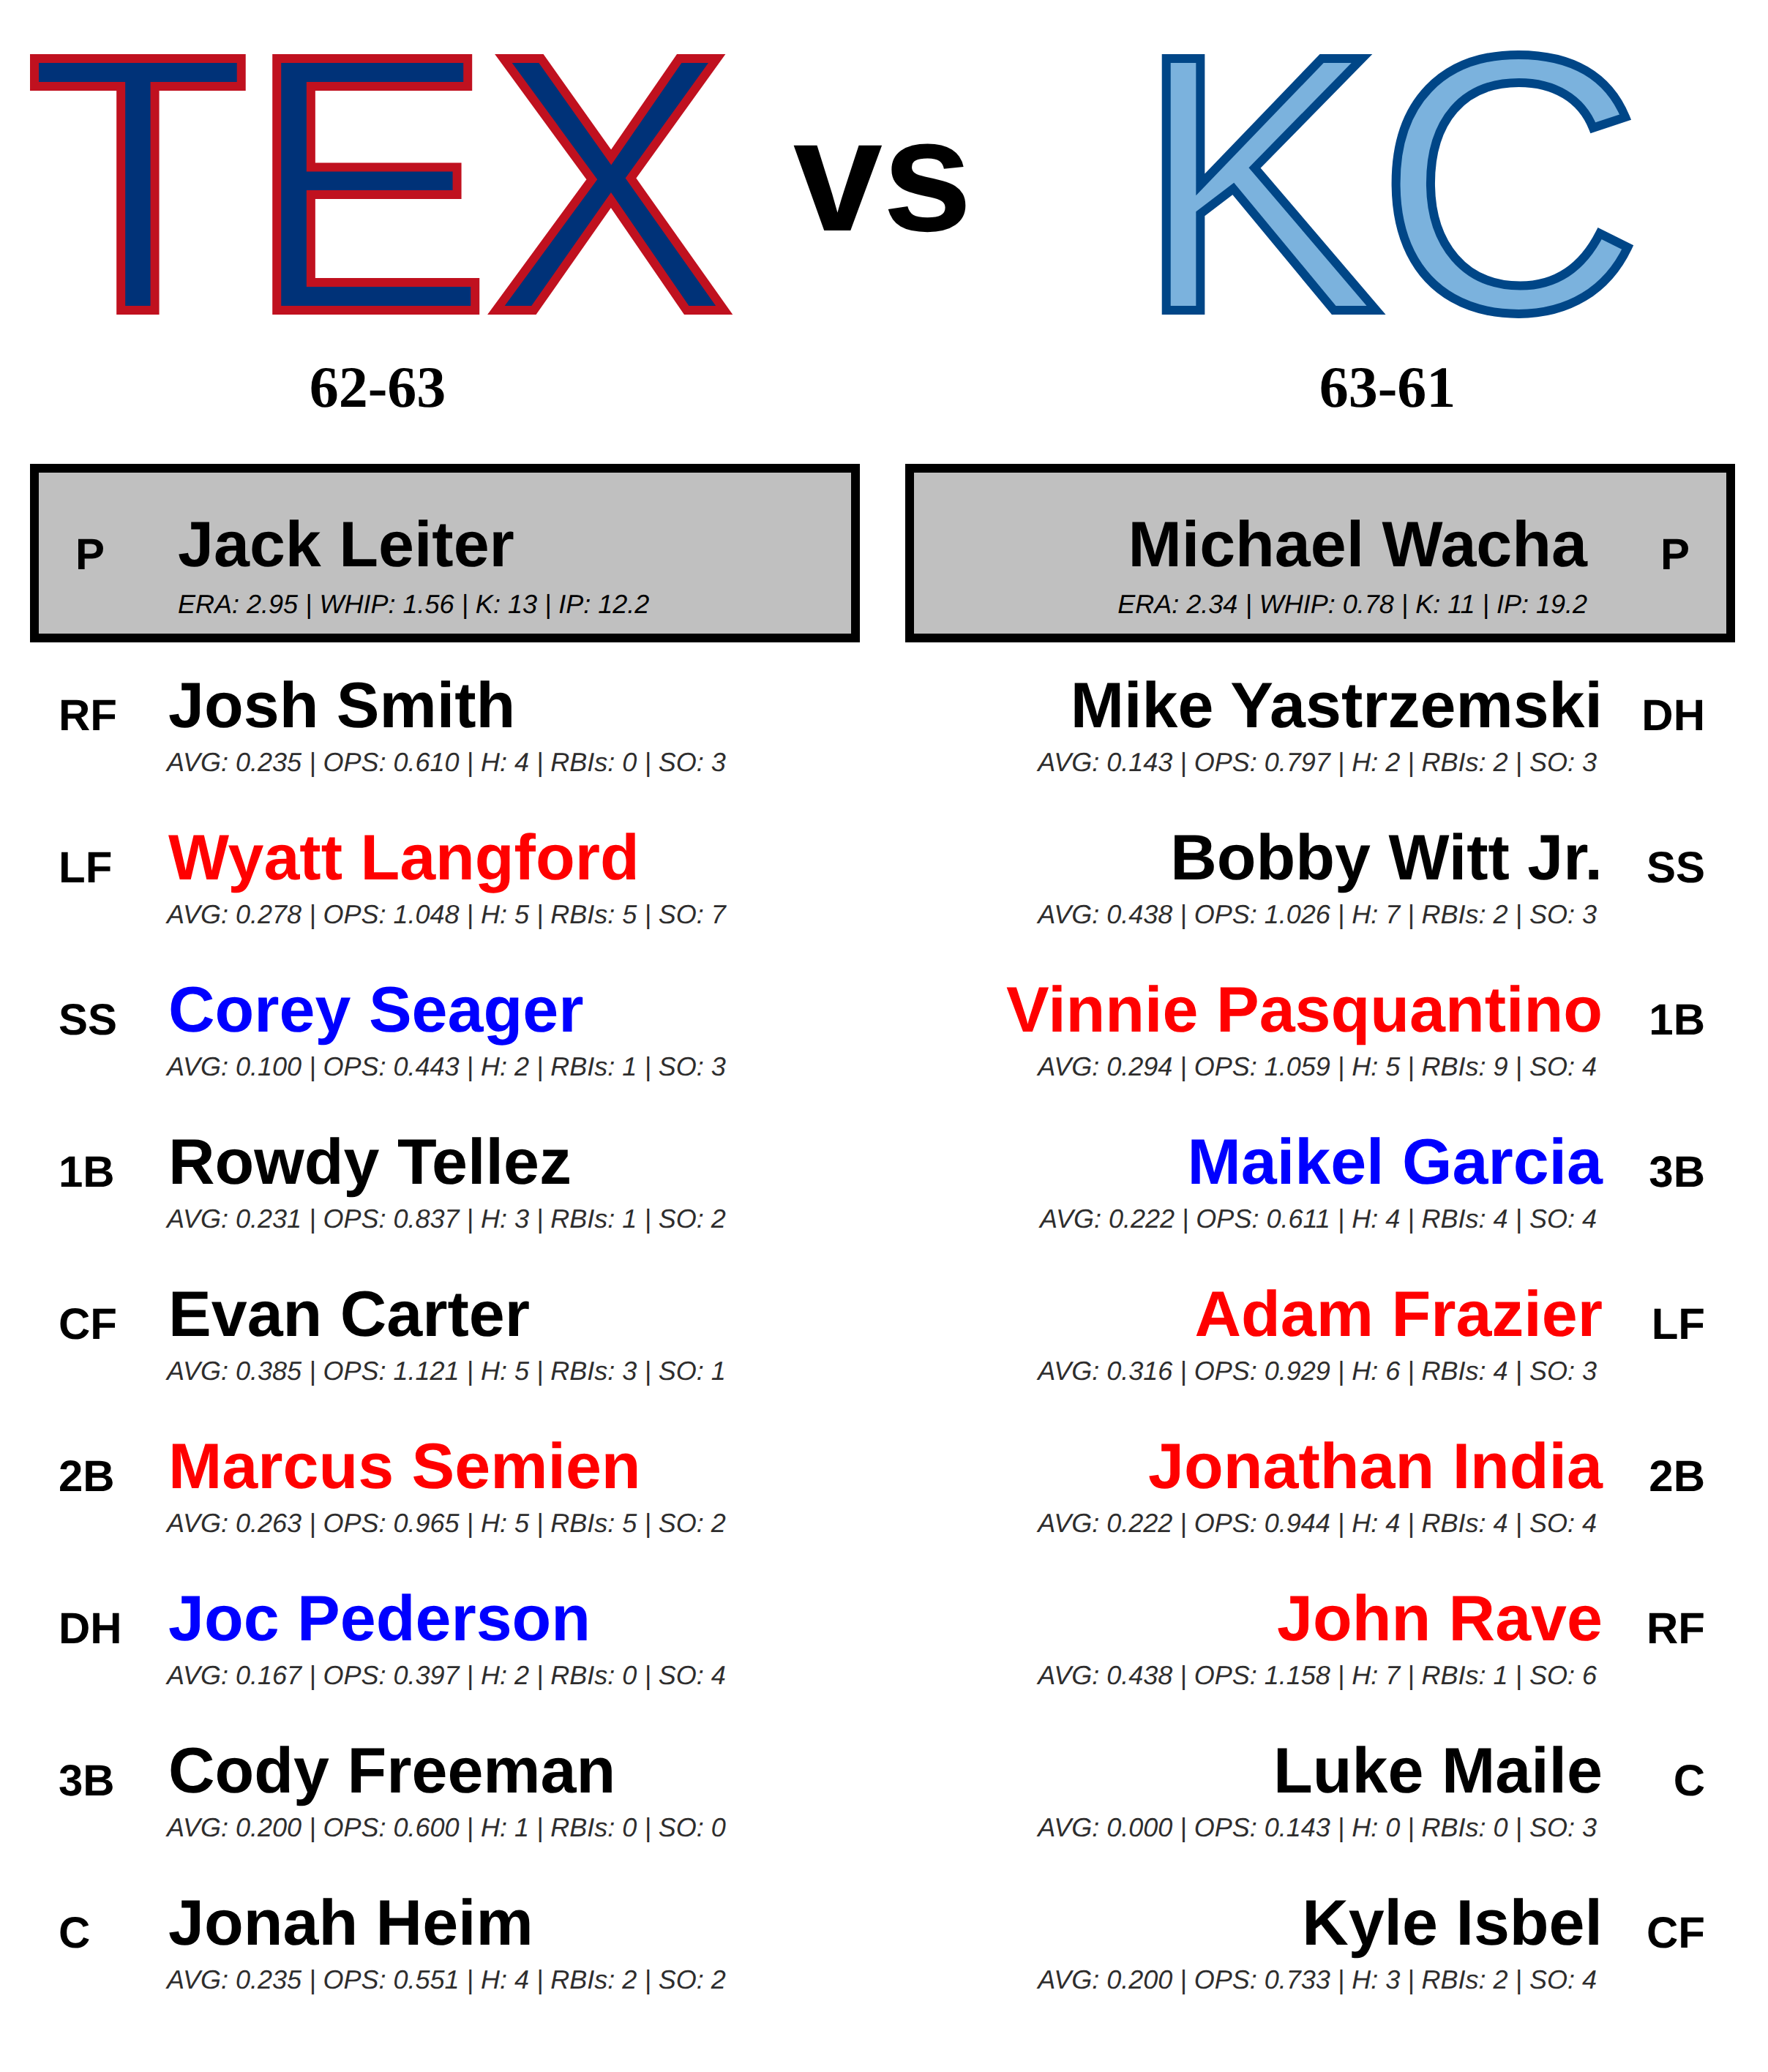 TEX vs KC
62-63
63-61
P Jack Leiter
ERA: 2.95 | WHIP: 1.56 | K: 13 | IP: 12.2
Michael Wacha P
ERA: 2.34 | WHIP: 0.78 | K: 11 | IP: 19.2
RF Josh Smith
AVG: 0.235 | OPS: 0.610 | H: 4 | RBIs: 0 | SO: 3
LF Wyatt Langford
AVG: 0.278 | OPS: 1.048 | H: 5 | RBIs: 5 | SO: 7
SS Corey Seager
AVG: 0.100 | OPS: 0.443 | H: 2 | RBIs: 1 | SO: 3
1B Rowdy Tellez
AVG: 0.231 | OPS: 0.837 | H: 3 | RBIs: 1 | SO: 2
CF Evan Carter
AVG: 0.385 | OPS: 1.121 | H: 5 | RBIs: 3 | SO: 1
2B Marcus Semien
AVG: 0.263 | OPS: 0.965 | H: 5 | RBIs: 5 | SO: 2
DH Joc Pederson
AVG: 0.167 | OPS: 0.397 | H: 2 | RBIs: 0 | SO: 4
3B Cody Freeman
AVG: 0.200 | OPS: 0.600 | H: 1 | RBIs: 0 | SO: 0
C Jonah Heim
AVG: 0.235 | OPS: 0.551 | H: 4 | RBIs: 2 | SO: 2
Mike Yastrzemski DH
AVG: 0.143 | OPS: 0.797 | H: 2 | RBIs: 2 | SO: 3
Bobby Witt Jr. SS
AVG: 0.438 | OPS: 1.026 | H: 7 | RBIs: 2 | SO: 3
Vinnie Pasquantino 1B
AVG: 0.294 | OPS: 1.059 | H: 5 | RBIs: 9 | SO: 4
Maikel Garcia 3B
AVG: 0.222 | OPS: 0.611 | H: 4 | RBIs: 4 | SO: 4
Adam Frazier LF
AVG: 0.316 | OPS: 0.929 | H: 6 | RBIs: 4 | SO: 3
Jonathan India 2B
AVG: 0.222 | OPS: 0.944 | H: 4 | RBIs: 4 | SO: 4
John Rave RF
AVG: 0.438 | OPS: 1.158 | H: 7 | RBIs: 1 | SO: 6
Luke Maile C
AVG: 0.000 | OPS: 0.143 | H: 0 | RBIs: 0 | SO: 3
Kyle Isbel CF
AVG: 0.200 | OPS: 0.733 | H: 3 | RBIs: 2 | SO: 4